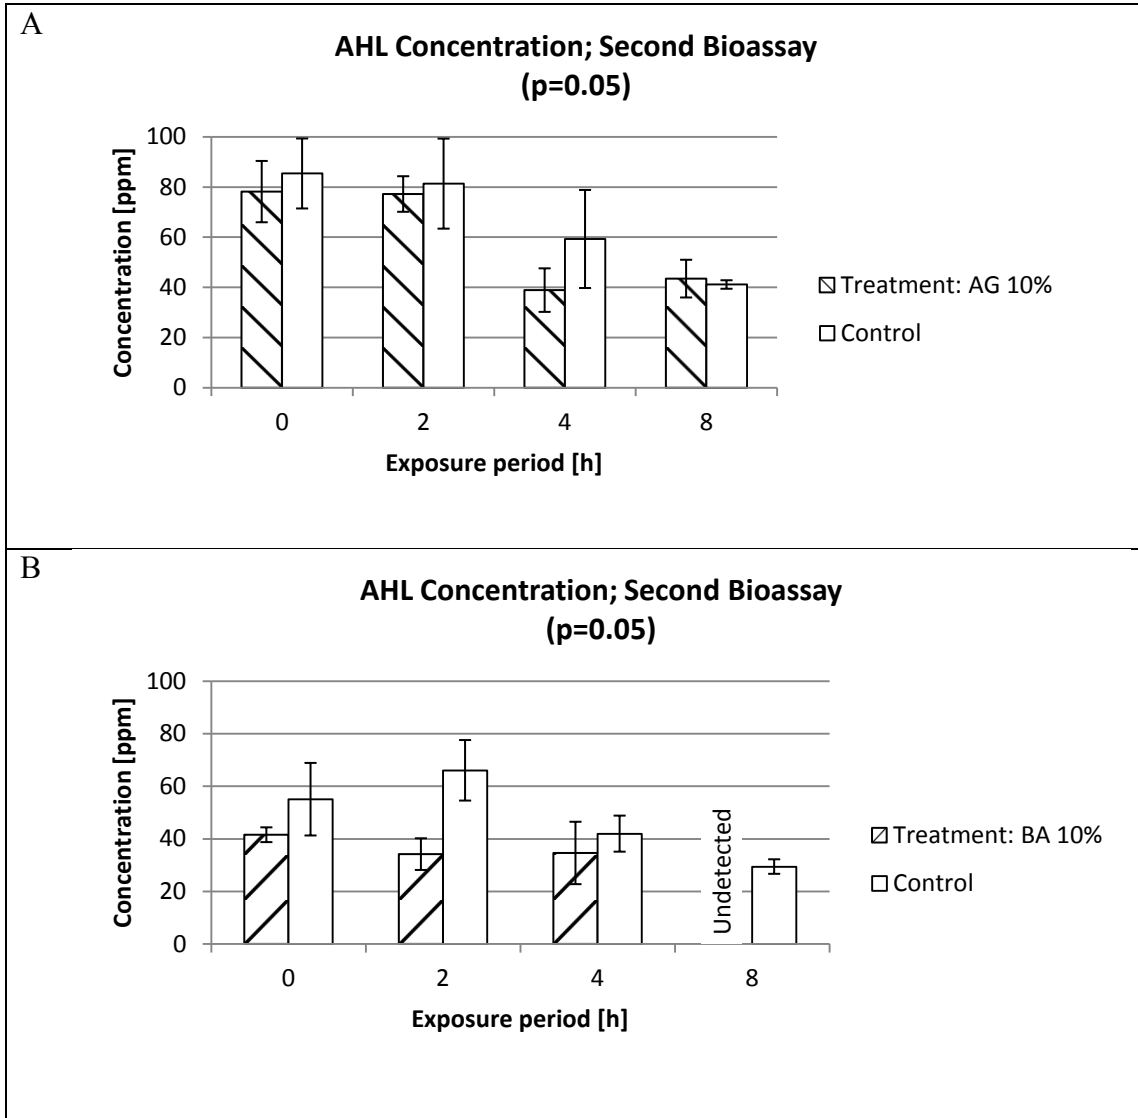 A
AHL Concentration; Second Bioassay
(p=0.05)
Concentration [ppm]
100
80
60
40
20
0
0 2 4 8
Exposure period [h]
Treatment: AG 10%
Control
B
AHL Concentration; Second Bioassay
(p=0.05)
Concentration [ppm]
100
80
60
40
20
0
Undetected
0 2 4 8
Exposure period [h]
Treatment: BA 10%
Control